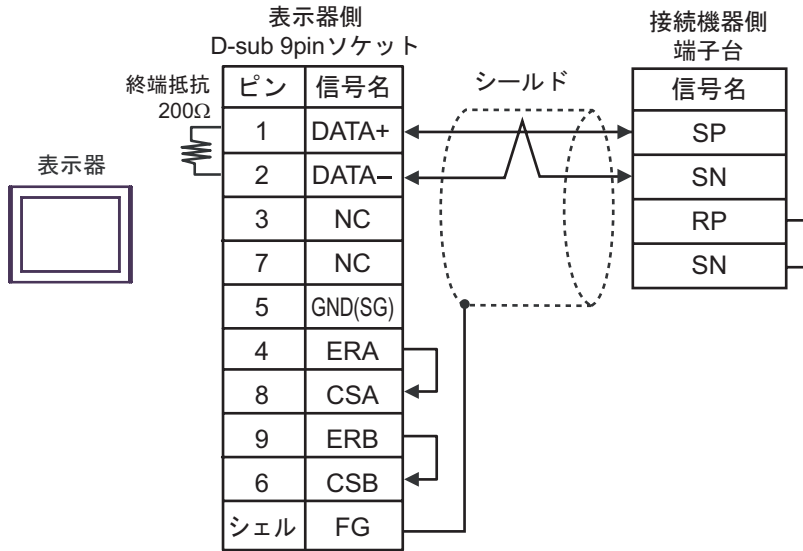 表示器側
D-sub 9pinソケット
接続機器側
端子台
終端抵抗
200Ω
シールド
表示器
ピン 信号名
1 DATA+
2 DATA−
3 NC
7 NC
5 GND(SG)
4 ERA
8 CSA
9 ERB
6 CSB
シェル FG
信号名
SP
SN
RP
SN